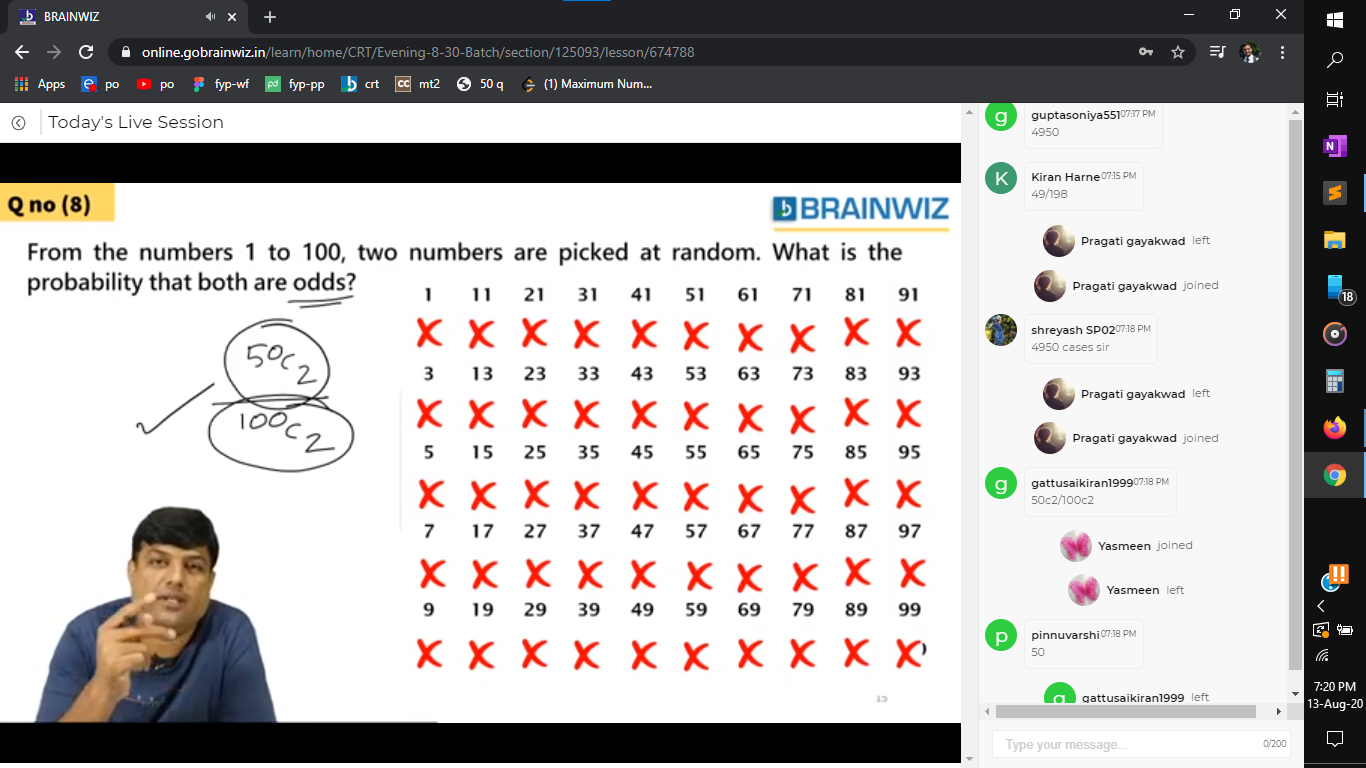 BRAINWIZ
online.gobrainwiz.in/learn/home/CRT/Evening-8-30-Batch/section/125093/lesson/674788
Apps po po fyp-wf fyp-pp crt CC mt2 50 q (1) Maximum Num...
Today's Live Session
Q no (8)
BRAINWIZ
From the numbers 1 to 100, two numbers are picked at random. What is the
probability that both are odds?
50c2
100c2
1 11 21 31 41 51 61 71 81 91
3 13 23 33 43 53 63 73 83 93
5 15 25 35 45 55 65 75 85 95
7 17 27 37 47 57 67 77 87 97
9 19 29 39 49 59 69 79 89 99
g guptasoniya551 07:17 PM
4950
K Kiran Harne 07:15 PM
49/198
Pragati gayakwad left
Pragati gayakwad joined
shreyash SP02 07:18 PM
4950 cases sir
Pragati gayakwad left
Pragati gayakwad joined
g gattusaikiran1999 07:18 PM
50c2/100c2
Yasmeen joined
Yasmeen left
p pinnuvarshi 07:18 PM
50
g gattusaikiran1999 left
Type your message... 0/200
N
18
7:20 PM
13-Aug-20